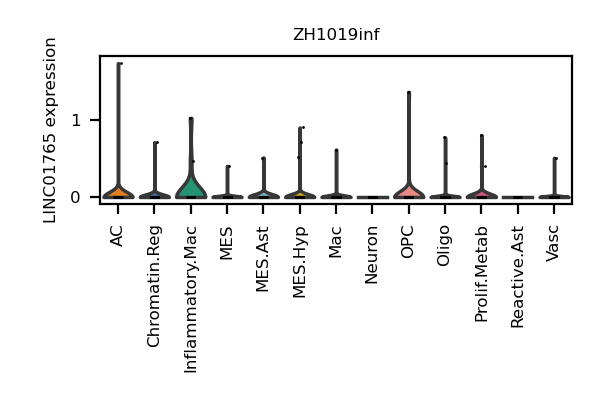 ZH1019inf
LINC01765 expression
1
0
AC
Chromatin.Reg
Inflammatory.Mac
MES
MES.Ast
MES.Hyp
Mac
Neuron
OPC
Oligo
Prolif.Metab
Reactive.Ast
Vasc